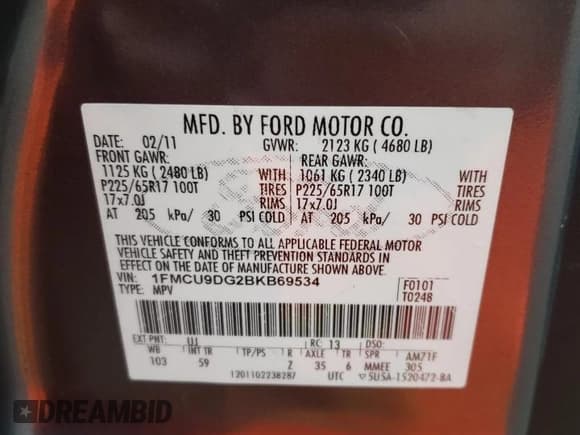 MFD. BY FORD MOTOR CO.
DATE: 02/11 GVWR: 2123 KG ( 4680 LB)
FRONT GAWR: REAR GAWR:
1125 KG ( 2480 LB) WITH 1061 KG ( 2340 LB) WITH
P225/65R17 100T TIRES P225/65R17 100T TIRES
17x7.0J RIMS 17x7.0J RIMS
AT 205 kPa/ 30 PSI COLD AT 205 kPa/ 30 PSI COLD
THIS VEHICLE CONFORMS TO ALL APPLICABLE FEDERAL MOTOR
VEHICLE SAFETY AND THEFT PREVENTION STANDARDS IN
EFFECT ON THE DATE OF MANUFACTURE SHOWN ABOVE.
VIN: 1FMCU9DG2BKB69534 F0101
TYPE: MPV T0248
EXT PNT: UJ RC: 13 DSO:
WB INT TR TP/PS R AXLE TR SPR AM71F
103 59 Z 35 6 MMEE 305
1201102238287 UTC 5U5A-1520472-BA
DREAMBID